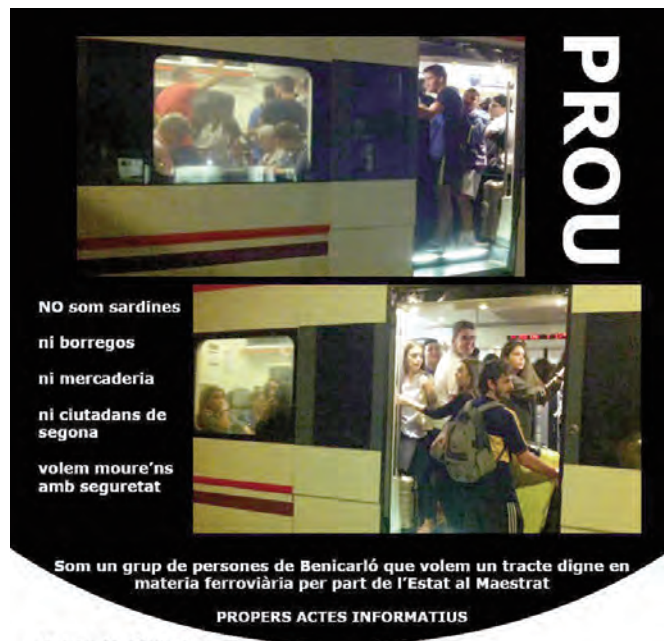 PROU
NO som sardines
ni borregos
ni mercaderia
ni ciutadans de
segona
volem moure'ns
amb seguretat
Som un grup de persones de Benicarló que volem un tracte digne en
materia ferroviària per part de l'Estat al Maestrat
PROPERS ACTES INFORMATIUS